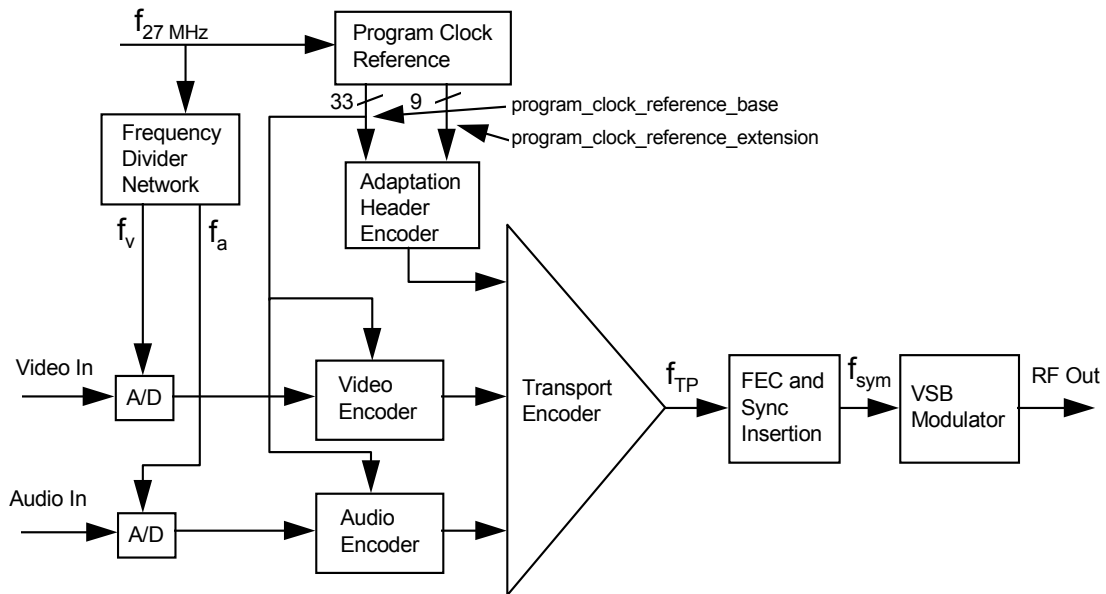 f27 MHz
Program Clock
Reference
33
9
program_clock_reference_base
program_clock_reference_extension
Frequency
Divider
Network
Adaptation
Header
Encoder
fv
fa
Video In
A/D
Video
Encoder
Transport
Encoder
fTP
FEC and
Sync
Insertion
fsym
VSB
Modulator
RF Out
Audio In
A/D
Audio
Encoder